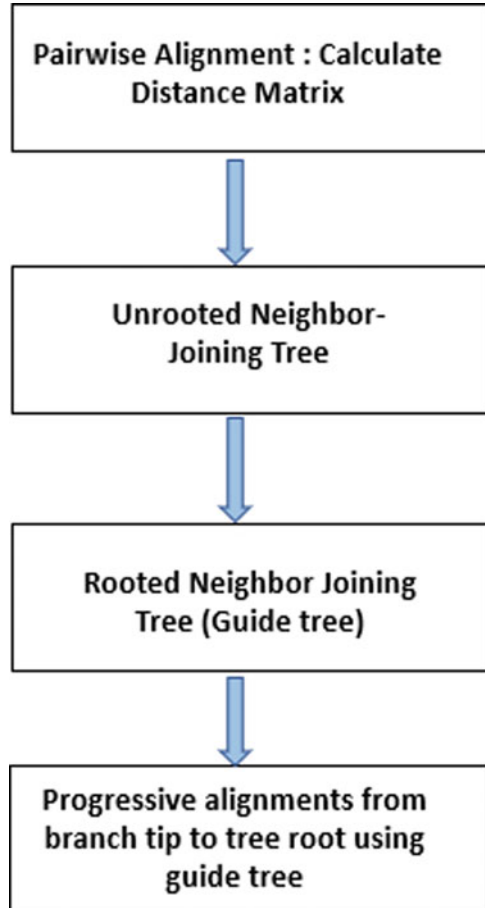 Pairwise Alignment : Calculate
Distance Matrix
Unrooted Neighbor-
Joining Tree
Rooted Neighbor Joining
Tree (Guide tree)
Progressive alignments from
branch tip to tree root using
guide tree